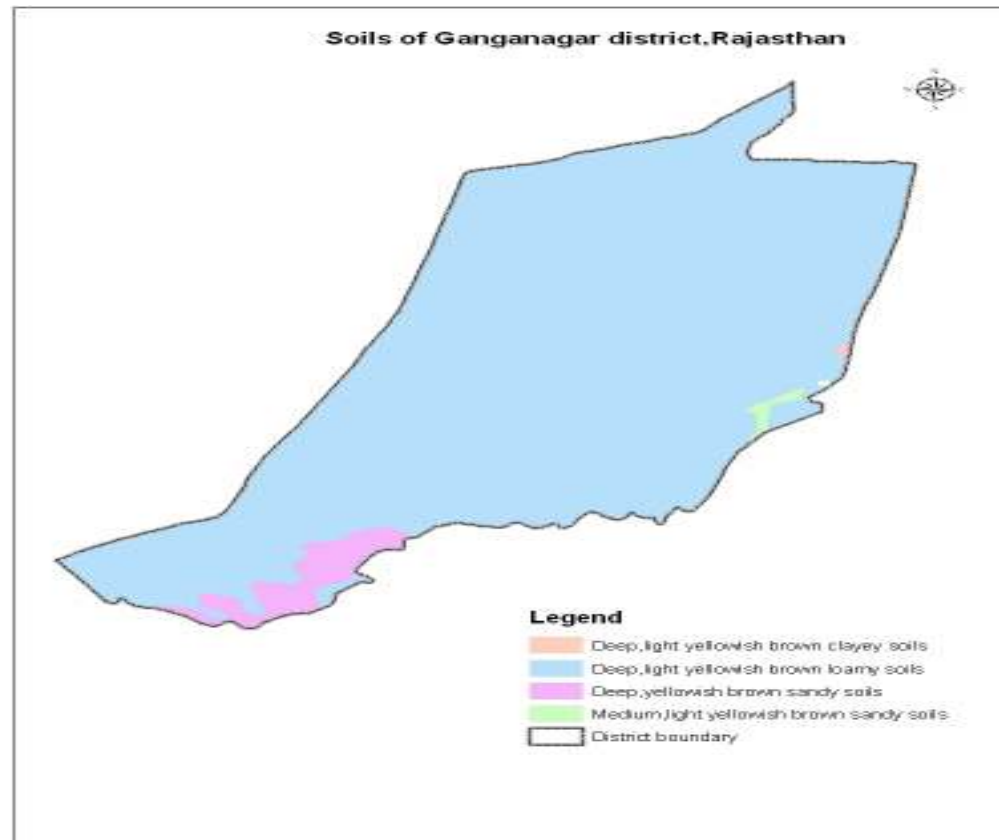 Soils of Ganganagar district,Rajasthan
Legend
Deep,light yellowish brown clayey soils
Deep,light yellowish brown loamy soils
Deep,yellowish brown sandy soils
Medium,light yellowish brown sandy soils
District boundary